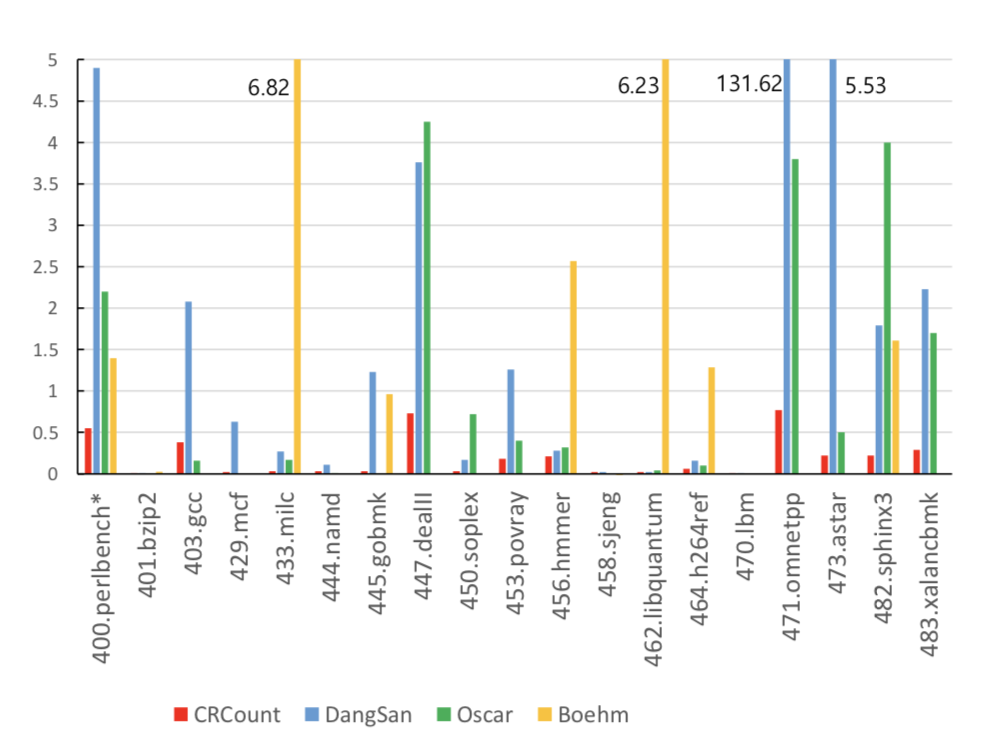 5
4.5
4
3.5
3
2.5
2
1.5
1
0.5
0
6.82
6.23
131.62
5.53
400.perlbench*
401.bzip2
403.gcc
429.mcf
433.milc
444.namd
445.gobmk
447.dealII
450.soplex
453.povray
456.hmmer
458.sjeng
462.libquantum
464.h264ref
470.lbm
471.omnetpp
473.astar
482.sphinx3
483.xalancbmk
CRCount DangSan Oscar Boehm